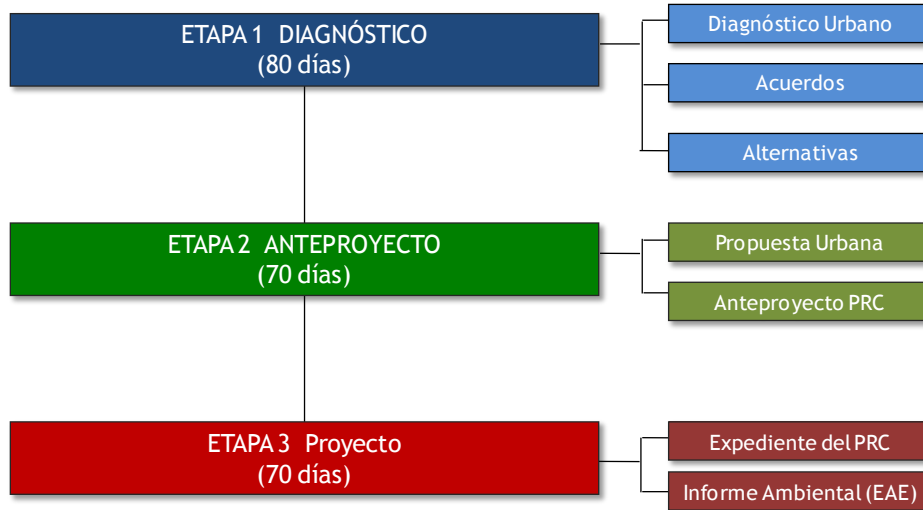 ETAPA 1 DIAGNÓSTICO
(80 días)
Diagnóstico Urbano
Acuerdos
Alternativas
ETAPA 2 ANTEPROYECTO
(70 días)
Propuesta Urbana
Anteproyecto PRC
ETAPA 3 Proyecto
(70 días)
Expediente del PRC
Informe Ambiental (EAE)